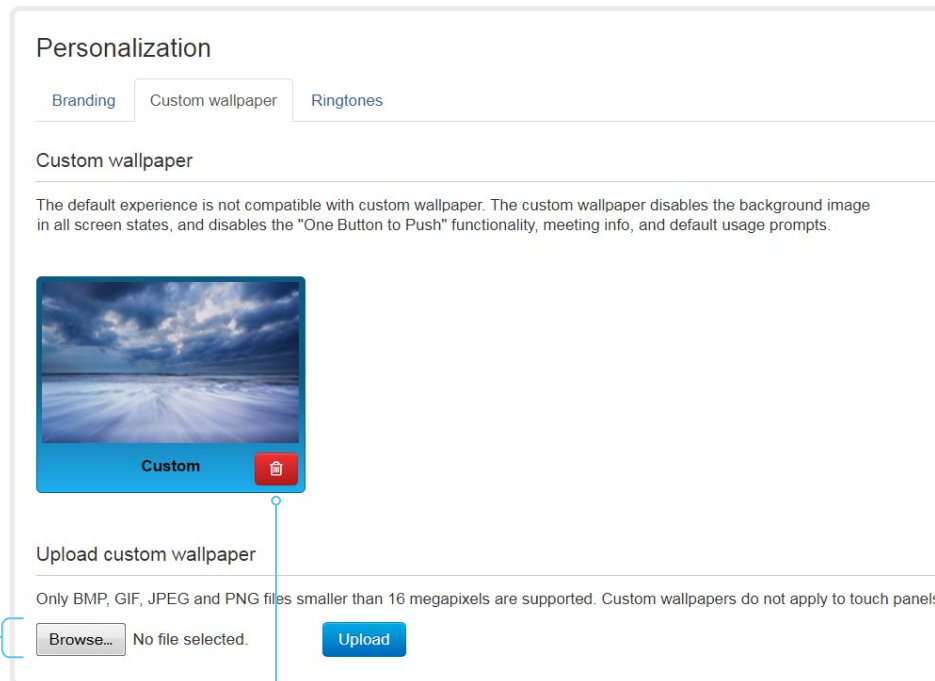 Personalization
Branding Custom wallpaper Ringtones
Custom wallpaper
The default experience is not compatible with custom wallpaper. The custom wallpaper disables the background image
in all screen states, and disables the "One Button to Push" functionality, meeting info, and default usage prompts.
Custom
Upload custom wallpaper
Only BMP, GIF, JPEG and PNG files smaller than 16 megapixels are supported. Custom wallpapers do not apply to touch panels
Browse... No file selected. Upload